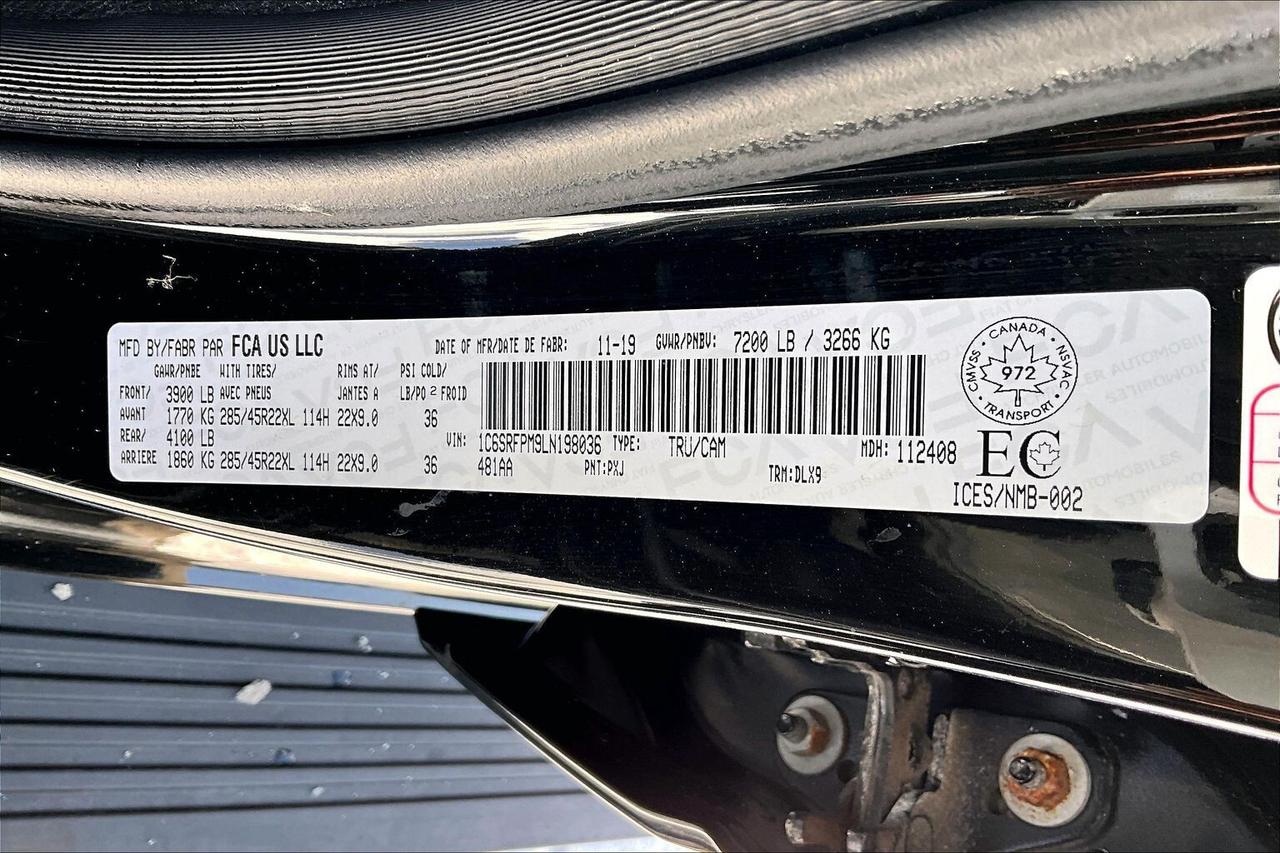 MFD BY/FABR PAR FCA US LLC DATE OF MFR/DATE DE FABR: 11-19 GVWR/PNBV: 7200 LB / 3266 KG
GAWR/PNBE WITH TIRES/ RIMS AT/ PSI COLD/
FRONT/ 3900 LB AVEC PNEUS JANTES A LB/PO 2 FROID
AVANT 1770 KG 285/45R22XL 114H 22X9.0 36
REAR/ 4100 LB
ARRIERE 1860 KG 285/45R22XL 114H 22X9.0 36
VIN: 1C6SRFPM9LN198036 TYPE: TRU/CAM MDH: 112408
481AA PNT:PXJ TRM:DLX9
CANADA
CMVSS 972 NSVAC
TRANSPORT
EC
ICES/NMB-002